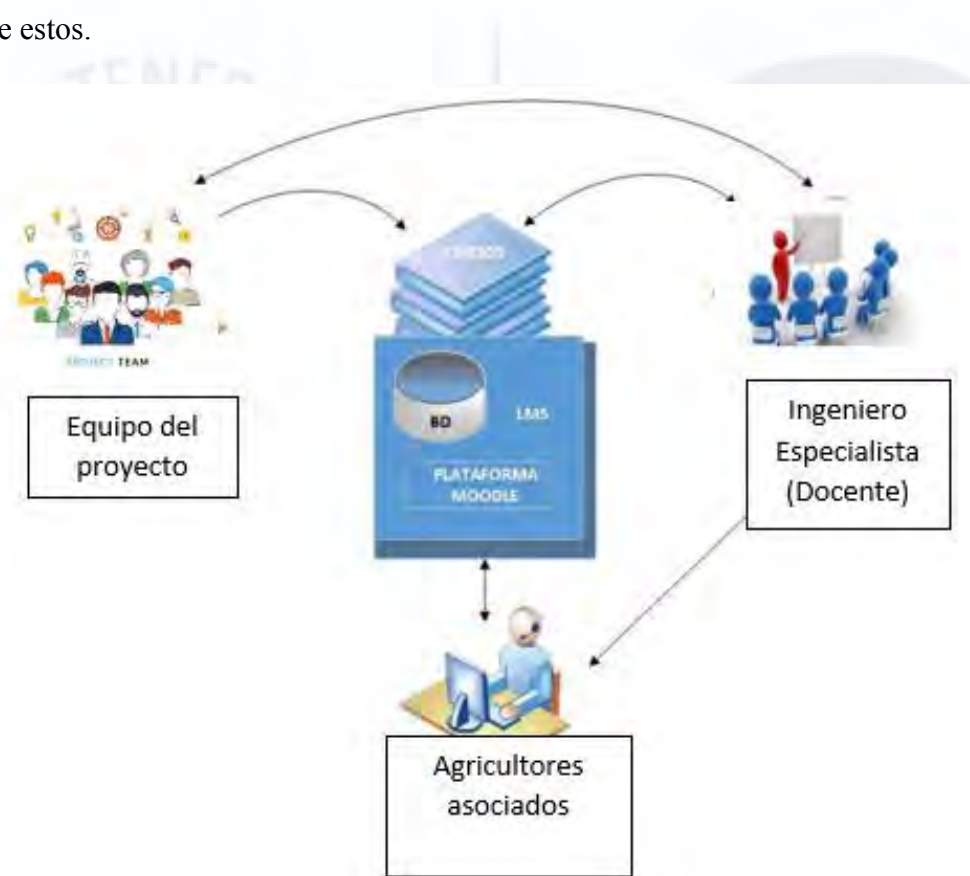 e estos.
CURSOS
PROJECT TEAM
BD
LMS
PLATAFORMA
MOODLE
Equipo del
proyecto
Ingeniero
Especialista
(Docente)
Agricultores
asociados